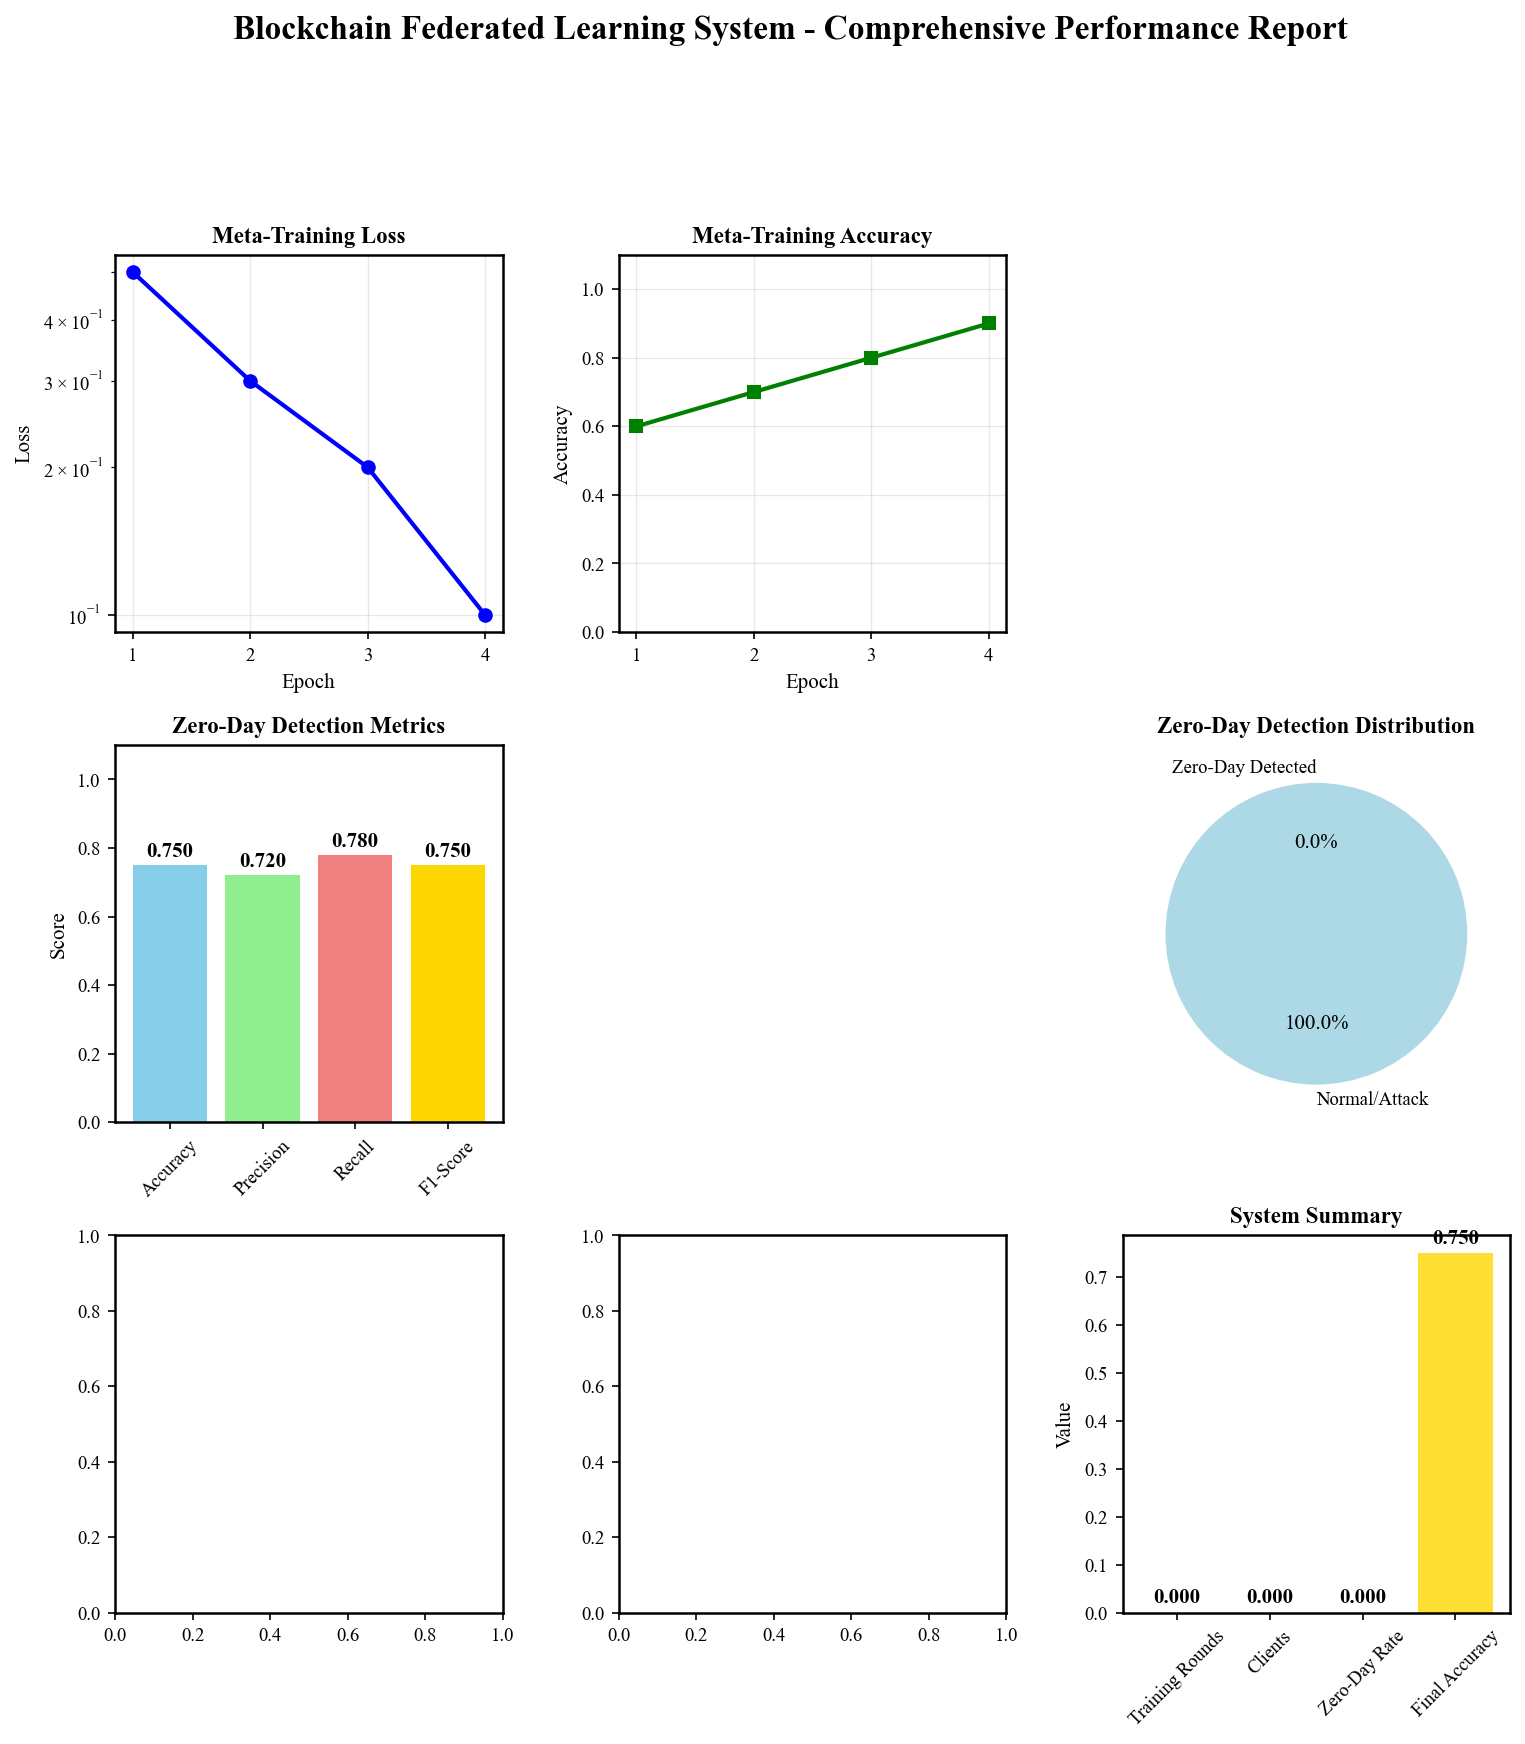 Blockchain Federated Learning System - Comprehensive Performance Report
Meta-Training Loss
Loss
4 × 10⁻¹
3 × 10⁻¹
2 × 10⁻¹
10⁻¹
1 2 3 4
Epoch
Meta-Training Accuracy
Accuracy
1.0
0.8
0.6
0.4
0.2
0.0
1 2 3 4
Epoch
Zero-Day Detection Metrics
Score
1.0
0.8
0.6
0.4
0.2
0.0
0.750 0.720 0.780 0.750
Accuracy Precision Recall F1-Score
Zero-Day Detection Distribution
Zero-Day Detected
0.0%
100.0%
Normal/Attack
1.0
0.8
0.6
0.4
0.2
0.0
0.0 0.2 0.4 0.6 0.8 1.0
1.0
0.8
0.6
0.4
0.2
0.0
0.0 0.2 0.4 0.6 0.8 1.0
System Summary
Value
0.7
0.6
0.5
0.4
0.3
0.2
0.1
0.0
0.000 0.000 0.000 0.750
Training Rounds Clients Zero-Day Rate Final Accuracy